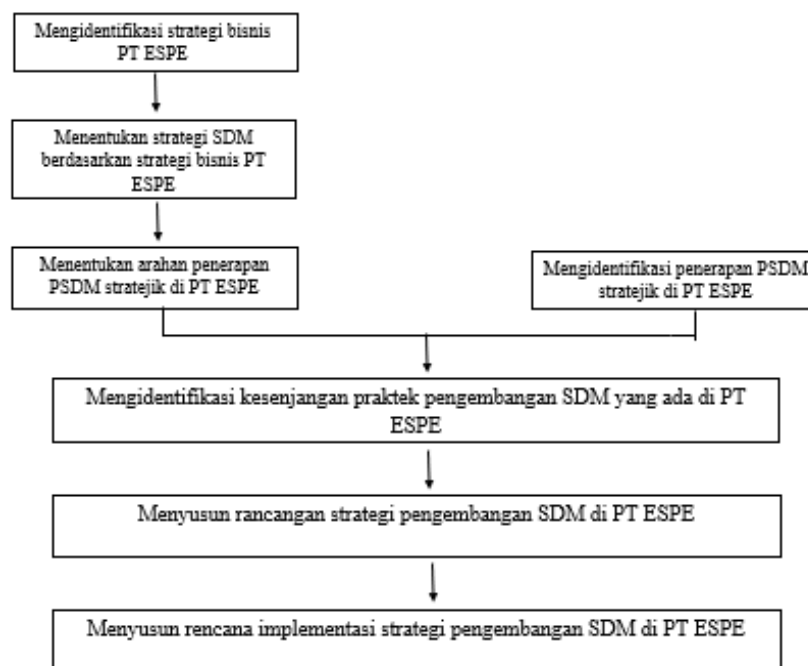 Mengidentifikasi strategi bisnis
PT ESPE
Menentukan strategi SDM
berdasarkan strategi bisnis PT
ESPE
Menentukan arahan penerapan
PSDM stratejik di PT ESPE
Mengidentifikasi penerapan PSDM
stratejik di PT ESPE
Mengidentifikasi kesenjangan praktek pengembangan SDM yang ada di PT
ESPE
Menyusun rancangan strategi pengembangan SDM di PT ESPE
Menyusun rencana implementasi strategi pengembangan SDM di PT ESPE